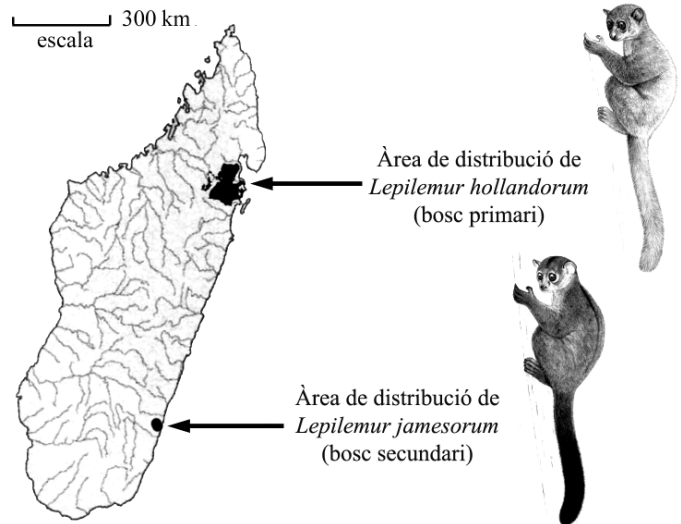 300 km
escala
Àrea de distribució de
Lepilemur hollandorum
(bosc primari)
Àrea de distribució de
Lepilemur jamesorum
(bosc secundari)